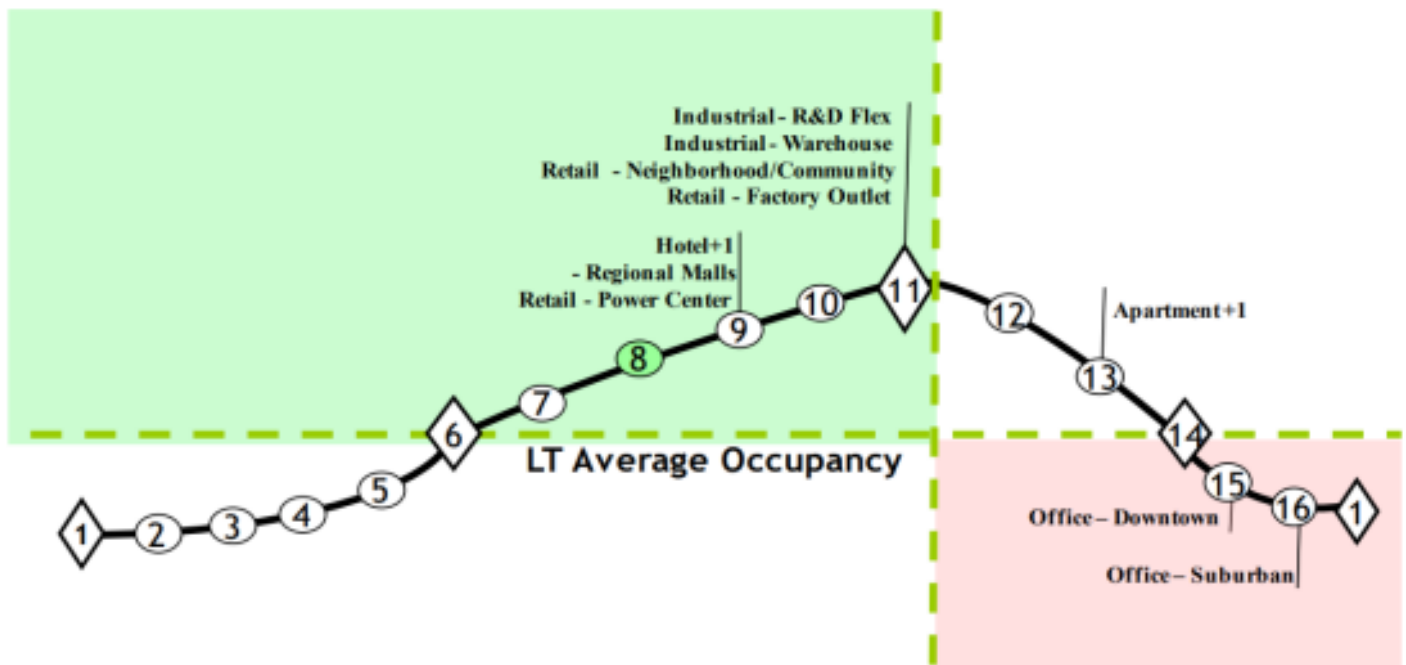 Industrial - R&D Flex
Industrial - Warehouse
Retail - Neighborhood/Community
Retail - Factory Outlet
Hotel+1
- Regional Malls
Retail - Power Center
11
12
Apartment+1
10
9
8
13
7
6
14
LT Average Occupancy
5
15
4
16
1
3
2
1
Office – Downtown
Office – Suburban